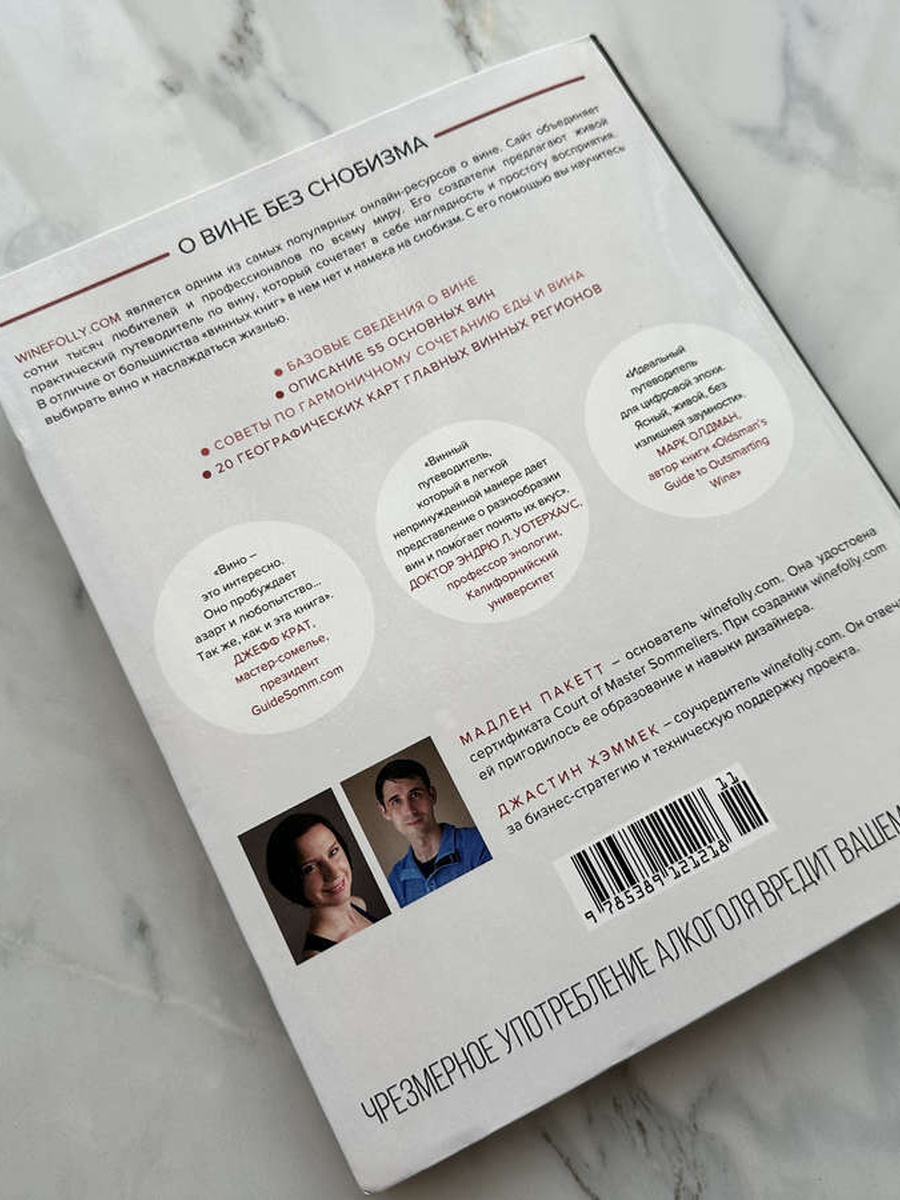 О ВИНЕ БЕЗ СНОБИЗМА
WINEFOLLY.COM является одним из самых популярных онлайн-ресурсов о вине. Сайт объединяет
сотни тысяч любителей и профессионалов по всему миру. Его создатели предлагают живой
практический путеводитель по вину, который сочетает в себе наглядность и простоту восприятия.
В отличие от большинства «винных книг» в нем нет и намека на снобизм. С его помощью вы научитесь
выбирать вино и наслаждаться жизнью.
• БАЗОВЫЕ СВЕДЕНИЯ О ВИНЕ
• ОПИСАНИЕ 55 ОСНОВНЫХ ВИН
• СОВЕТЫ ПО ГАРМОНИЧНОМУ СОЧЕТАНИЮ ЕДЫ И ВИНА
• 20 ГЕОГРАФИЧЕСКИХ КАРТ ГЛАВНЫХ ВИННЫХ РЕГИОНОВ
«Вино –
это интересно.
Оно пробуждает
азарт и любопытство...
Так же, как и эта книга».
ДЖЕФФ КРАТ,
мастер-сомелье,
президент
GuideSomm.com
«Винный
путеводитель,
который в легкой
непринужденной манере дает
представление о разнообразии
вин и помогает понять их вкус».
ДОКТОР ЭНДРЮ Л. УОТЕРХАУС,
профессор энологии,
Калифорнийский
университет
«Идеальный
путеводитель
для цифровой эпохи.
Ясный, живой, без
излишней заумности».
МАРК ОЛДМАН,
автор книги «Oldsman's
Guide to Outsmarting
Wine»
МАДЛЕН ПАКЕТТ – основатель winefolly.com. Она удостоена
сертификата Court of Master Sommeliers. При создании winefolly.com
ей пригодилось ее образование и навыки дизайнера.
ДЖАСТИН ХЭММЕК – соучредитель winefolly.com. Он отвеча
за бизнес-стратегию и техническую поддержку проекта.
11
9 785389 121218
ЧРЕЗМЕРНОЕ УПОТРЕБЛЕНИЕ АЛКОГОЛЯ ВРЕДИТ ВАШЕМ